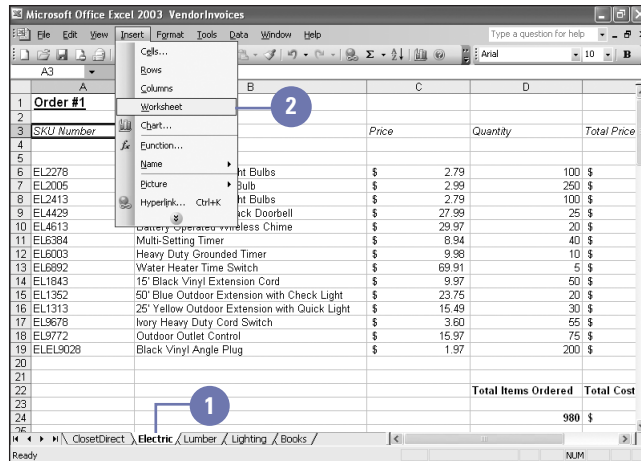 Microsoft Office Excel 2003 VendorInvoices
File Edit View Insert Format Tools Data Window Help Type a question for help
Arial 10 B
A3
Cells...
Rows
Columns
Worksheet
Chart...
Function...
Name
Picture
Hyperlink... Ctrl+K
2
A B C D
1 Order #1
2
3 SKU Number Price Quantity Total Price
4
5
6 EL2278 ht Bulbs $ 2.79 100 $
7 EL2005 Bulb $ 2.99 250 $
8 EL2413 ht Bulbs $ 2.79 100 $
9 EL4429 ack Doorbell $ 27.99 25 $
10 EL4613 Battery Operated Wireless Chime $ 29.97 20 $
11 EL6384 Multi-Setting Timer $ 8.94 40 $
12 EL6003 Heavy Duty Grounded Timer $ 9.98 10 $
13 EL6892 Water Heater Time Switch $ 69.91 5 $
14 EL1843 15' Black Vinyl Extension Cord $ 9.97 50 $
15 EL1352 50' Blue Outdoor Extension with Check Light $ 23.75 20 $
16 EL1313 25' Yellow Outdoor Extension with Quick Light $ 15.49 30 $
17 EL9678 Ivory Heavy Duty Cord Switch $ 3.60 55 $
18 EL9772 Outdoor Outlet Control $ 15.97 75 $
19 ELEL9028 Black Vinyl Angle Plug $ 1.97 200 $
20
21
22 Total Items Ordered Total Cost
23
24 980 $
25
1
ClosetDirect Electric Lumber Lighting Books
Ready NUM